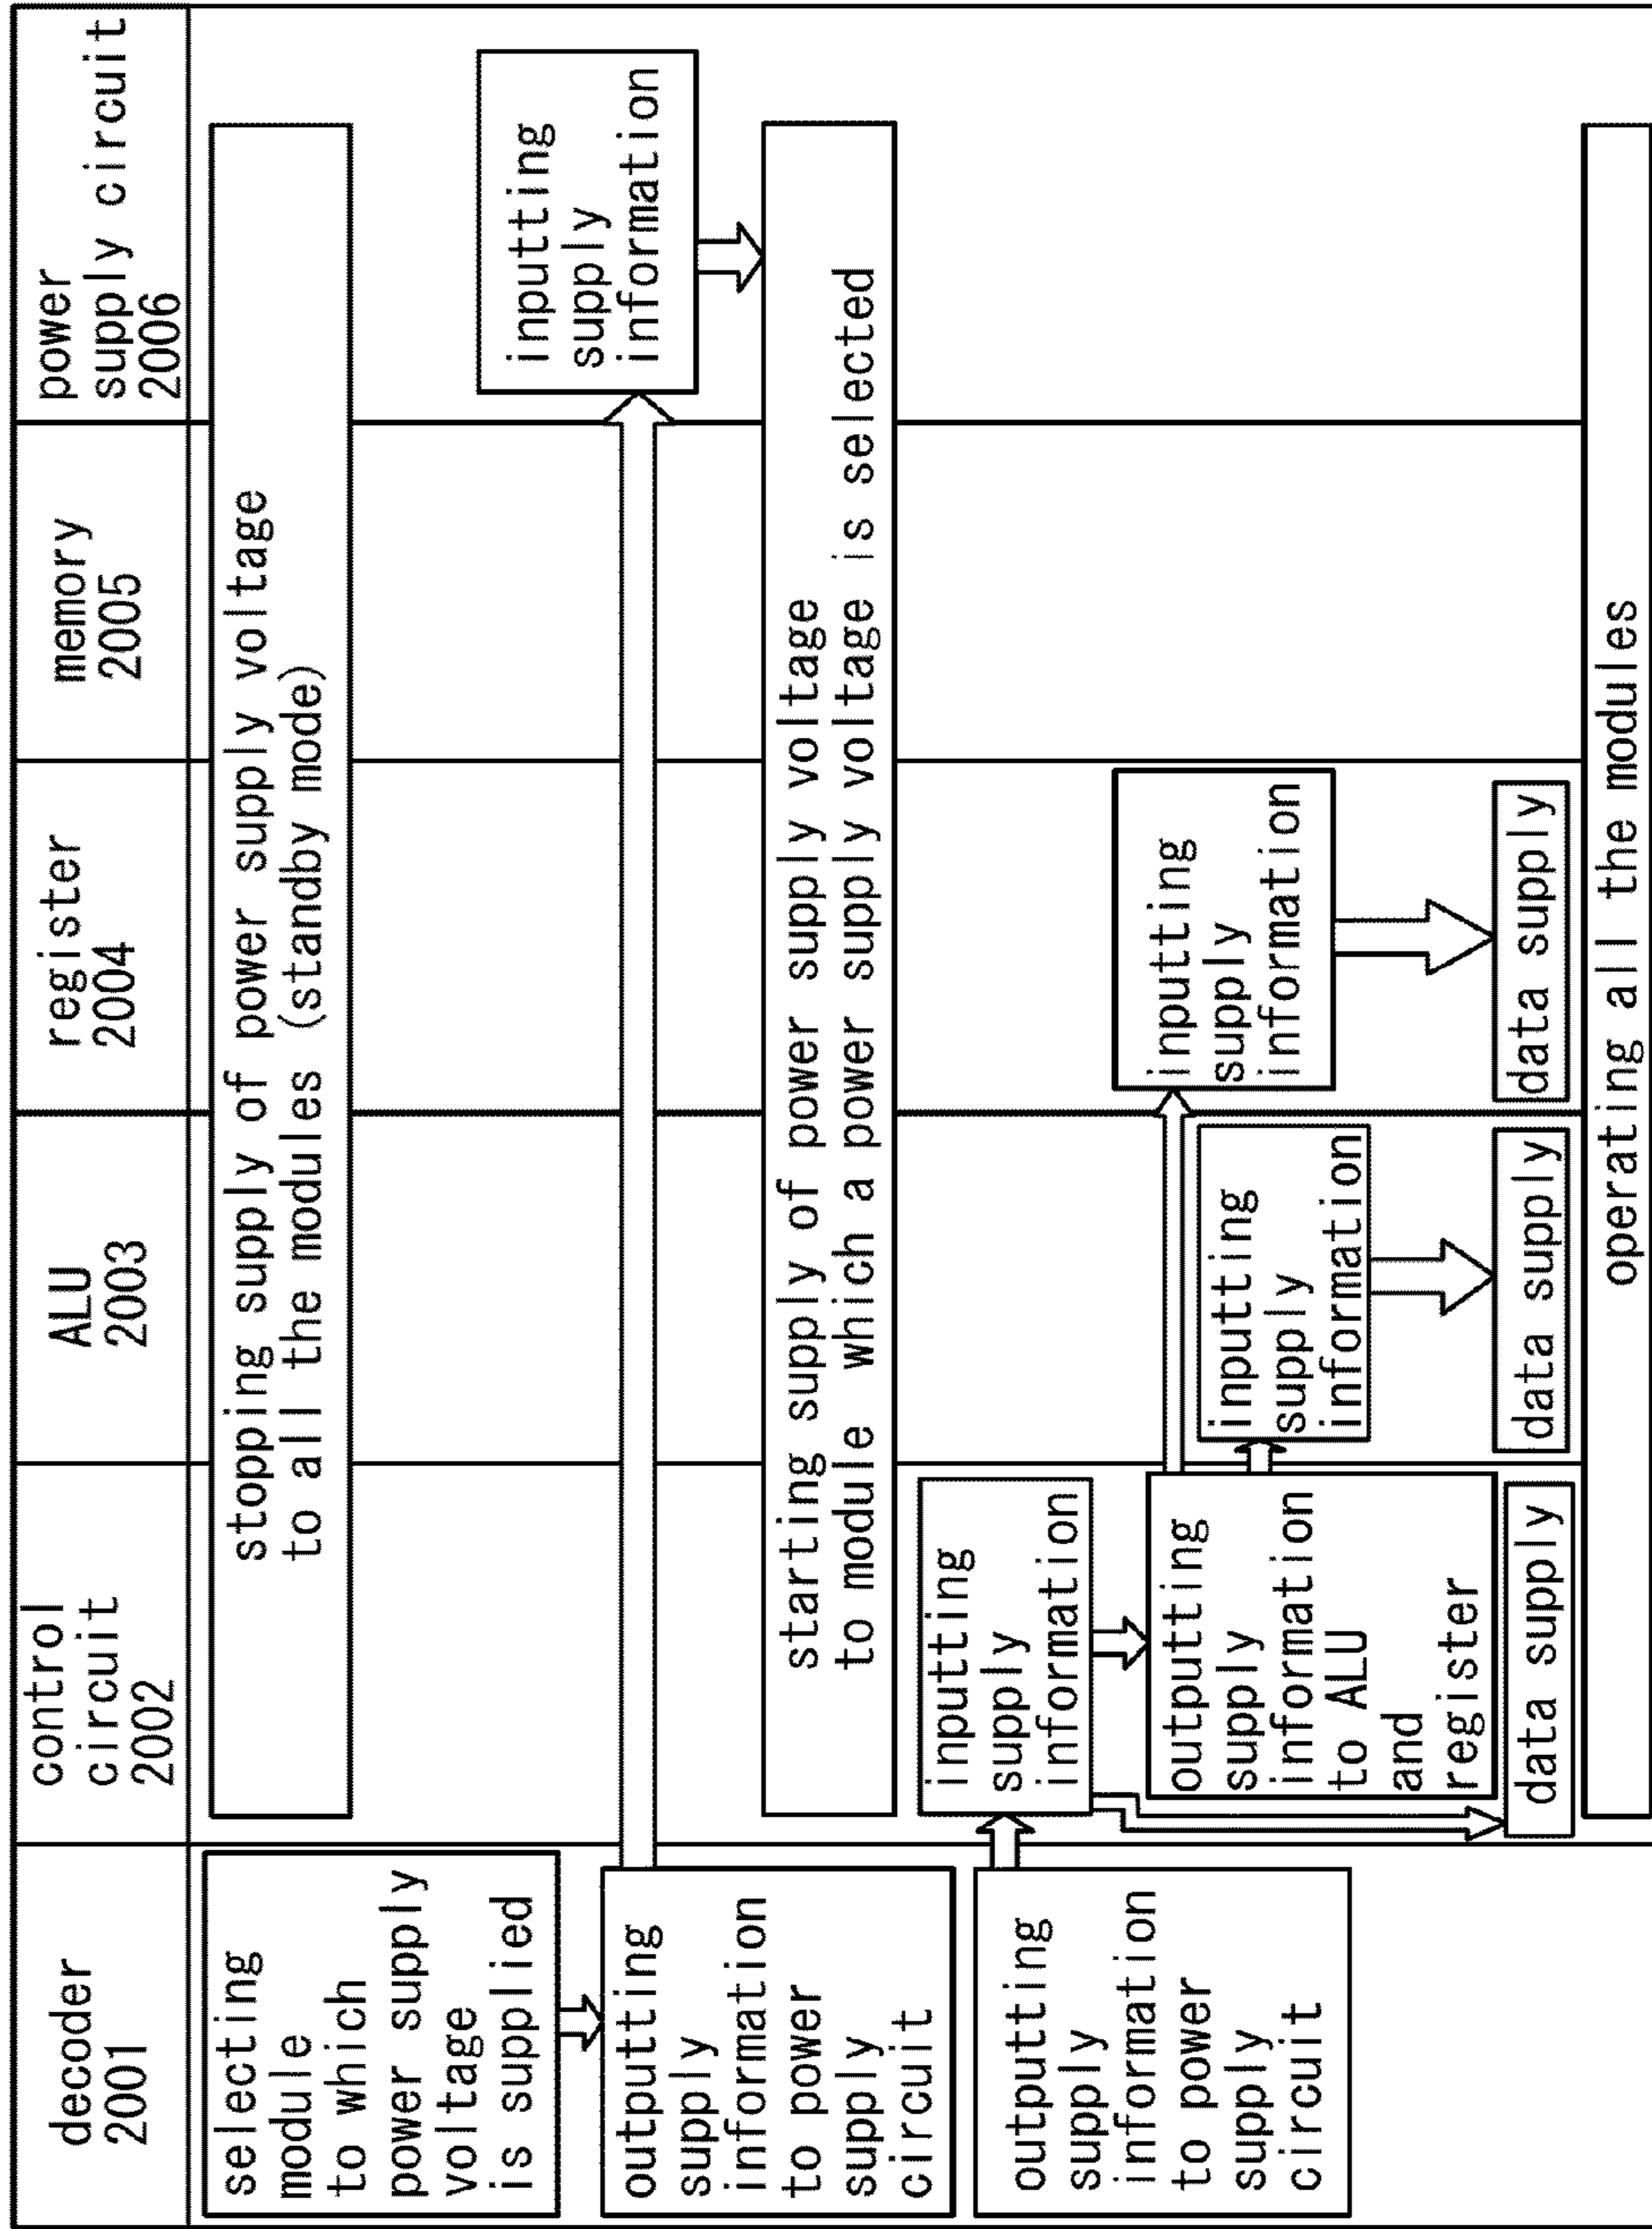 decoder
2001
control
circuit
2002
ALU
2003
register
2004
memory
2005
power
supply circuit
2006
selecting
module
to which
power supply
voltage
is supplied
stopping supply of power supply voltage
to all the modules (standby mode)
outputting
supply
information
to power
supply
circuit
inputting
supply
information
starting supply of power supply voltage
to module which a power supply voltage is selected
outputting
supply
information
to power
supply
circuit
inputting
supply
information
outputting
supply
information
to ALU
and
register
inputting
supply
information
inputting
supply
information
data supply
data supply
data supply
operating all the modules